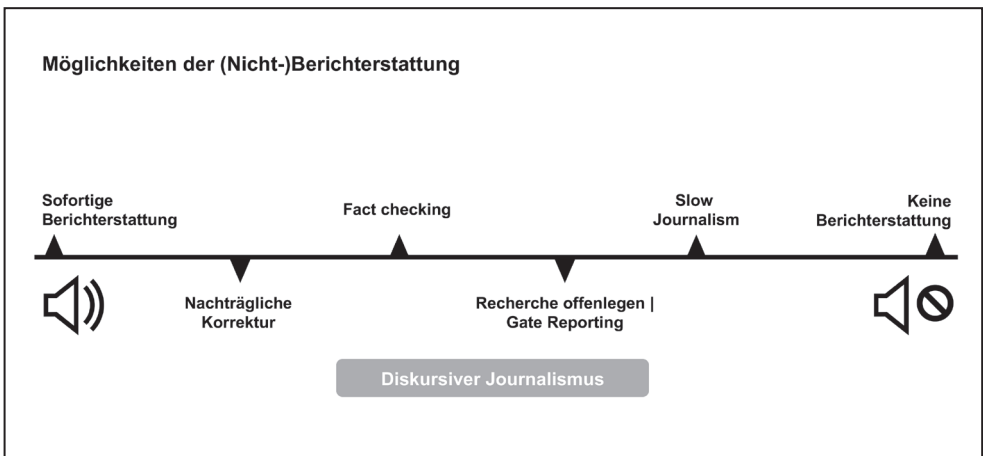 Möglichkeiten der (Nicht-)Berichterstattung
Sofortige
Berichterstattung
Nachträgliche
Korrektur
Fact checking
Recherche offenlegen |
Gate Reporting
Slow
Journalism
Keine
Berichterstattung
Diskursiver Journalismus